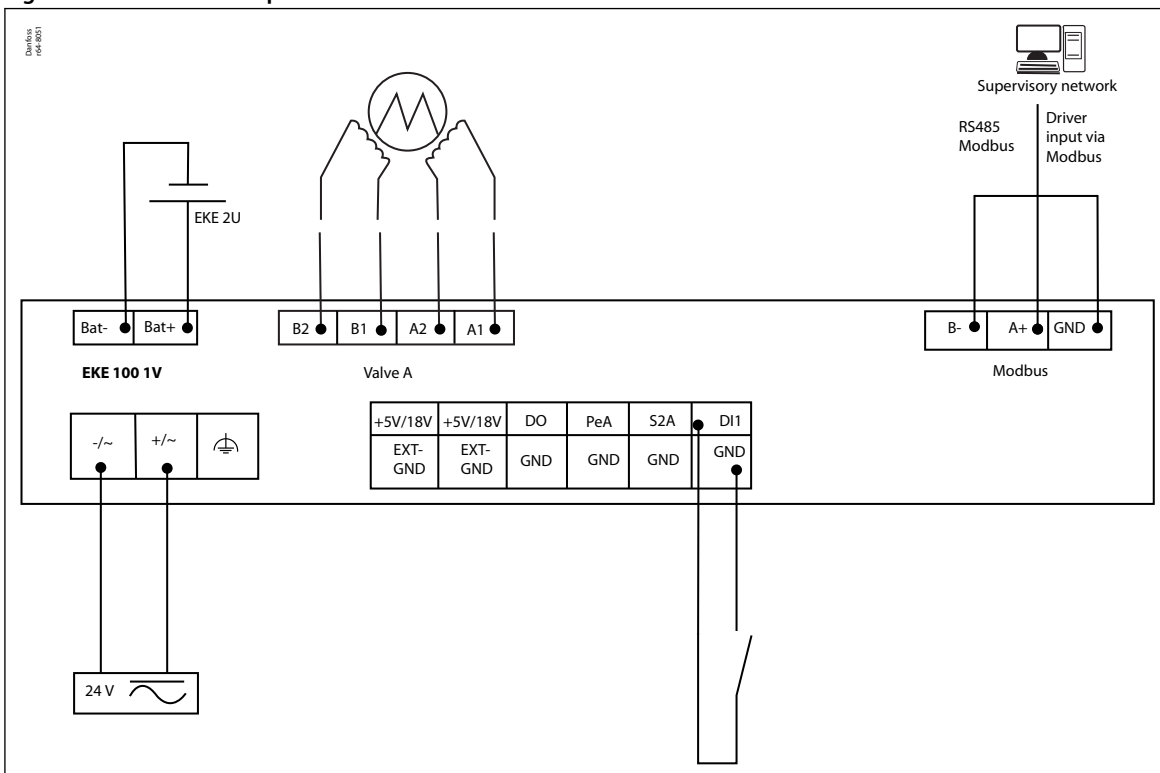 Danfoss
r64-8051
Supervisory network
RS485
Modbus
Driver
input via
Modbus
EKE 2U
Bat-
Bat+
B2
B1
A2
A1
B-
A+
GND
EKE 100 1V
Valve A
Modbus
-/~
+/~
+5V/18V
+5V/18V
DO
PeA
S2A
DI1
EXT-
GND
EXT-
GND
GND
GND
GND
GND
24 V